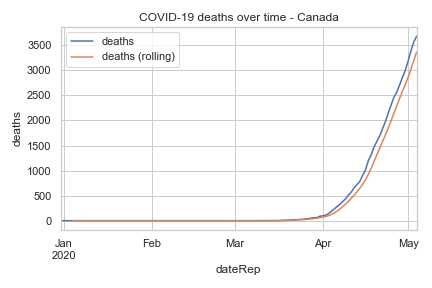 COVID-19 deaths over time - Canada
deaths
deaths (rolling)
3500
3000
2500
2000
1500
1000
500
0
deaths
Jan
2020
Feb
Mar
Apr
May
dateRep